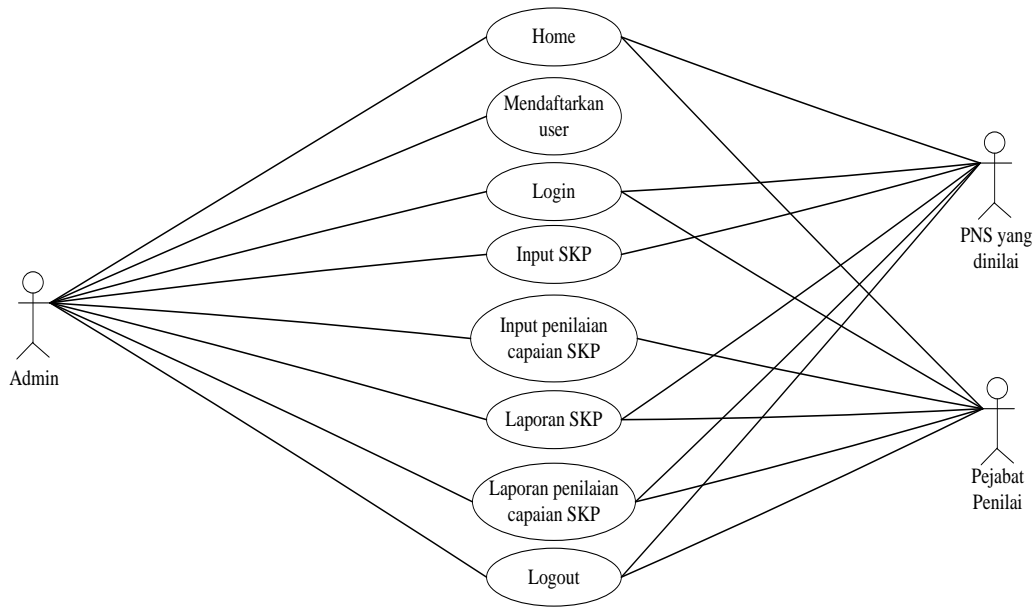 Home
Mendaftarkan
user
Login
Input SKP
Input penilaian
capaian SKP
Laporan SKP
Laporan penilaian
capaian SKP
Logout
Admin
PNS yang
dinilai
Pejabat
Penilai